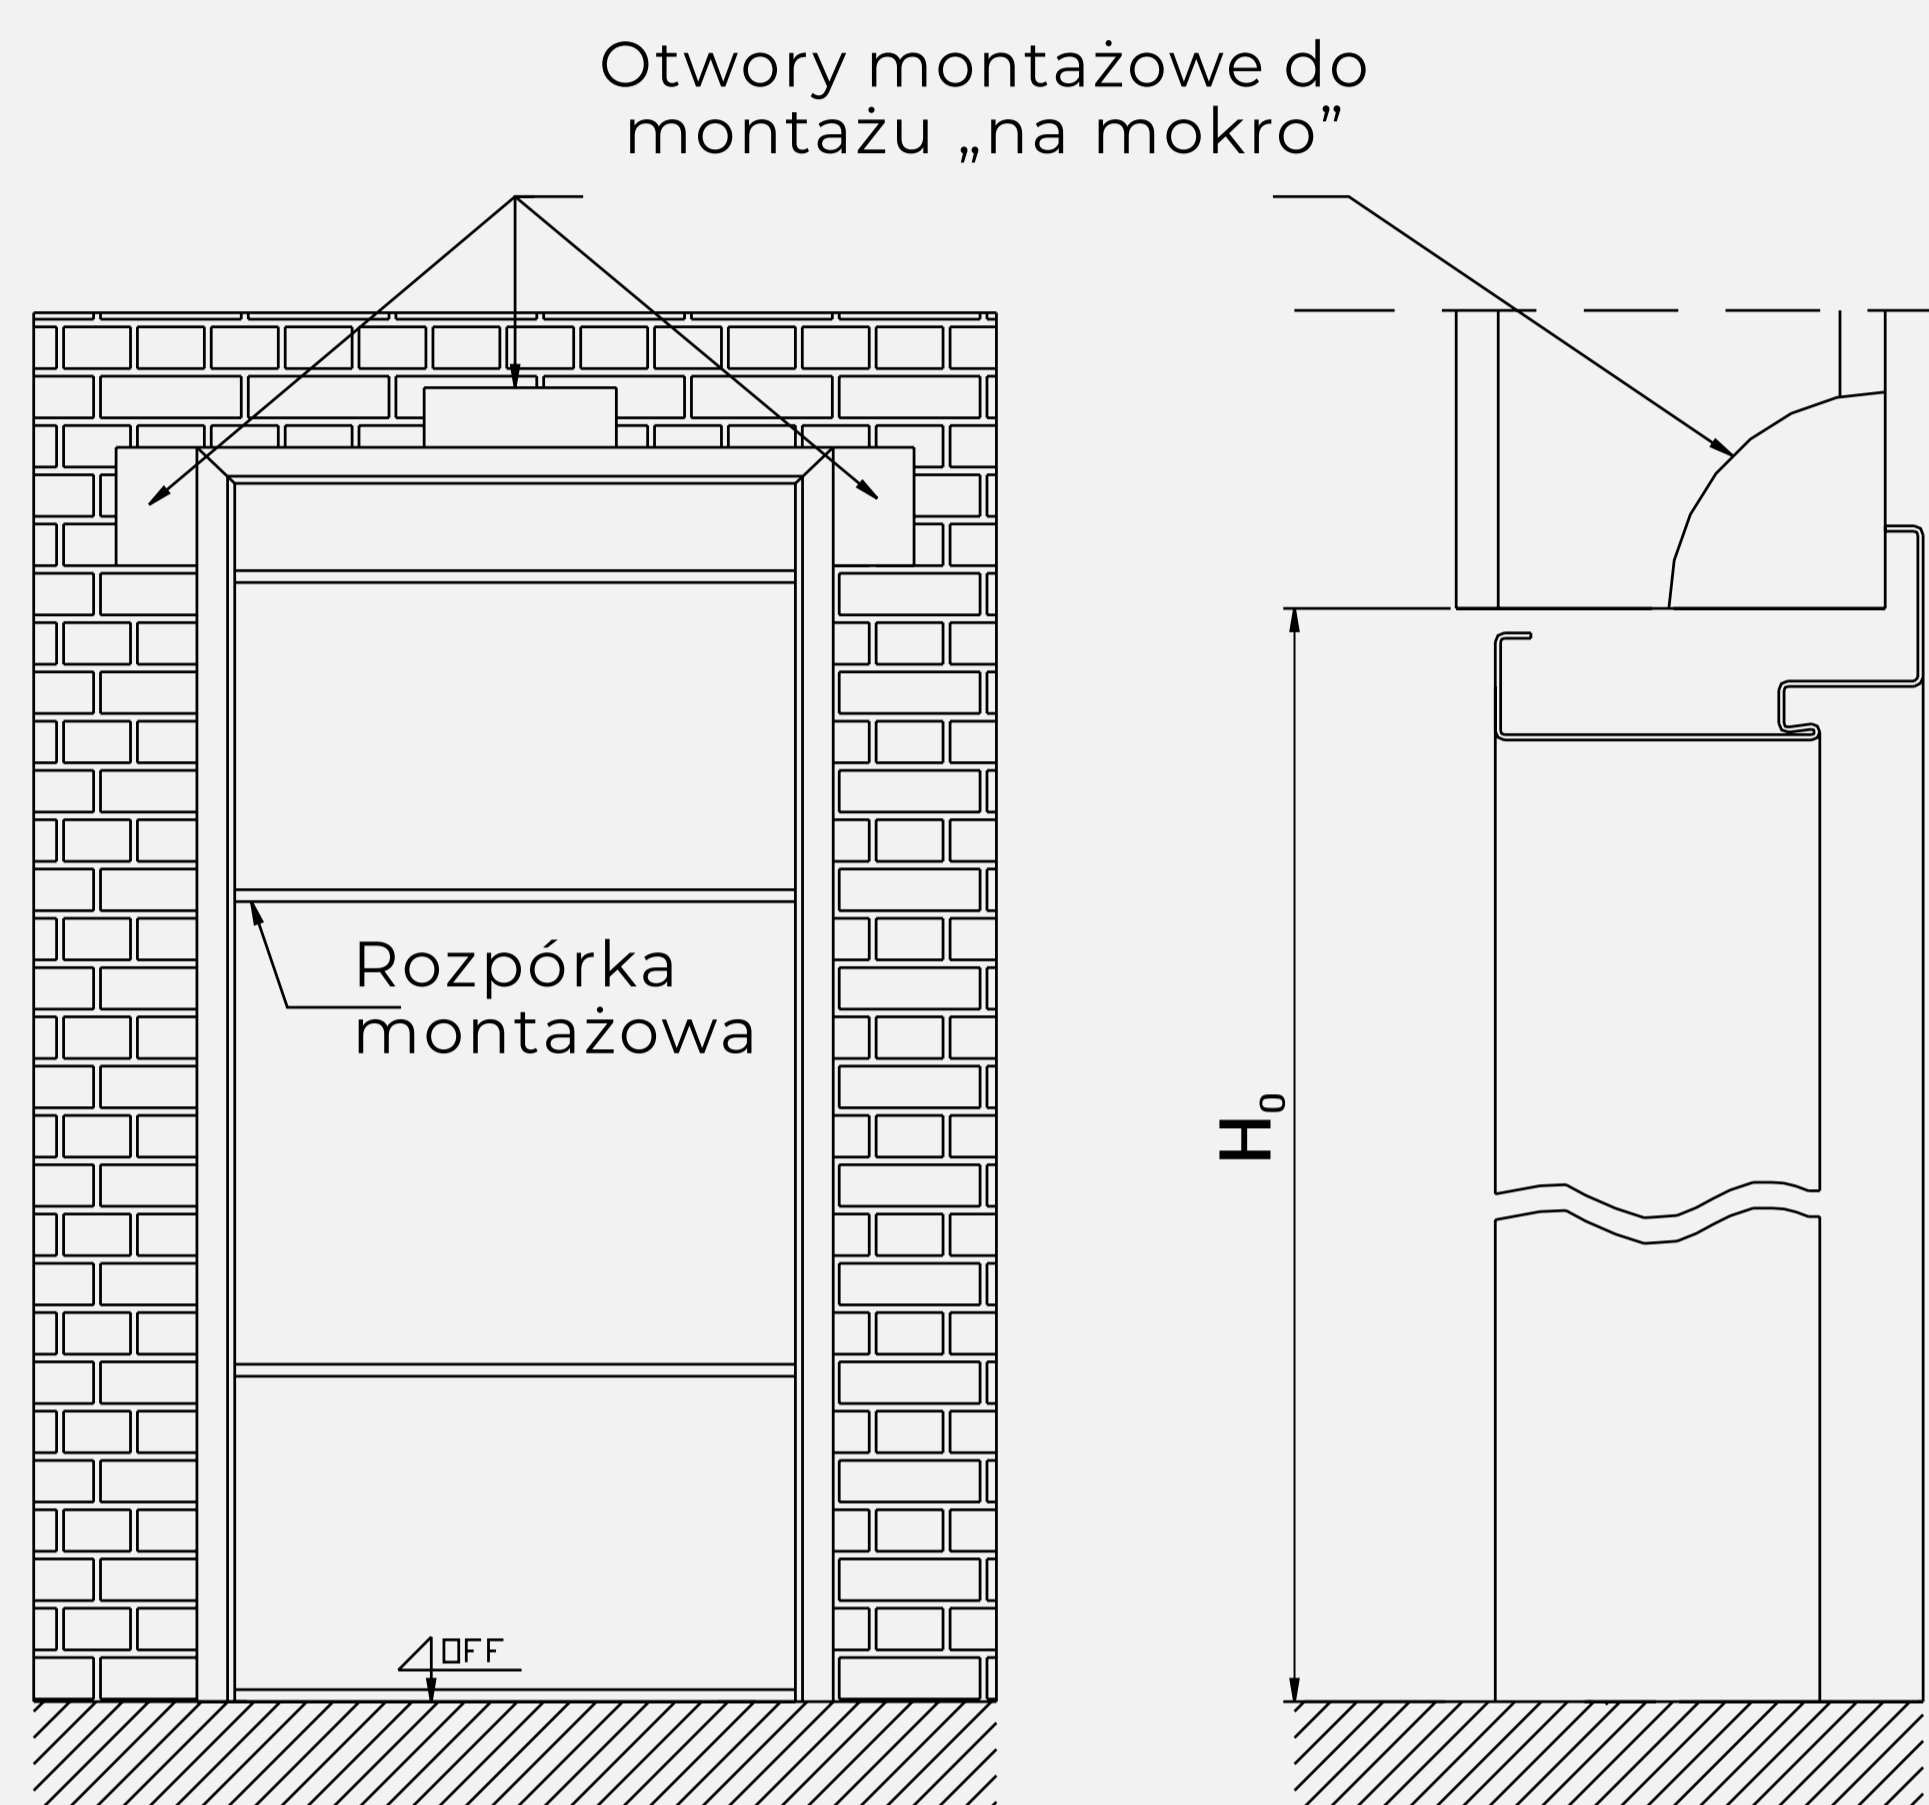 Otwory montażowe do
montażu „na mokro”
Rozpórka
montażowa
H₀
OFF